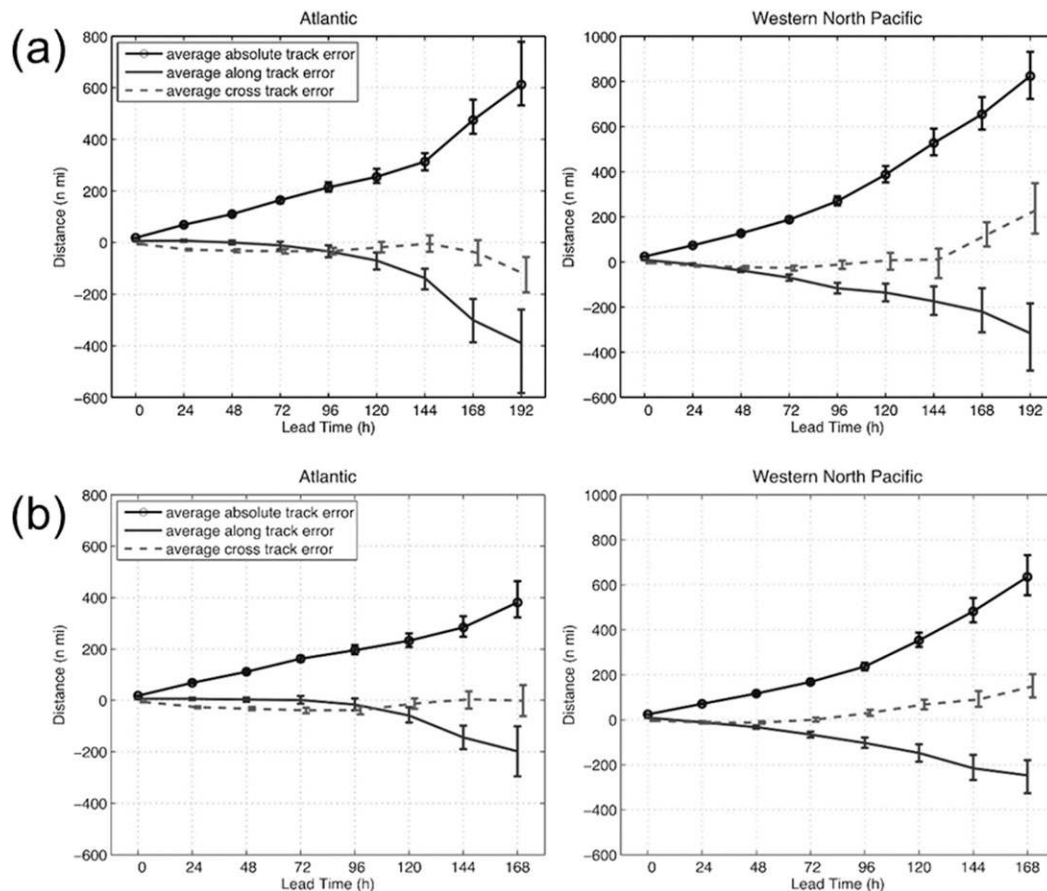 (a)
Atlantic
800
600
400
200
0
−200
−400
−600
Distance (n mi)
average absolute track error
average along track error
average cross track error
0 24 48 72 96 120 144 168 192
Lead Time (h)
Western North Pacific
1000
800
600
400
200
0
−200
−400
−600
Distance (n mi)
0 24 48 72 96 120 144 168 192
Lead Time (h)
(b)
Atlantic
800
600
400
200
0
−200
−400
−600
Distance (n mi)
average absolute track error
average along track error
average cross track error
0 24 48 72 96 120 144 168
Lead Time (h)
Western North Pacific
1000
800
600
400
200
0
−200
−400
−600
Distance (n mi)
0 24 48 72 96 120 144 168
Lead Time (h)